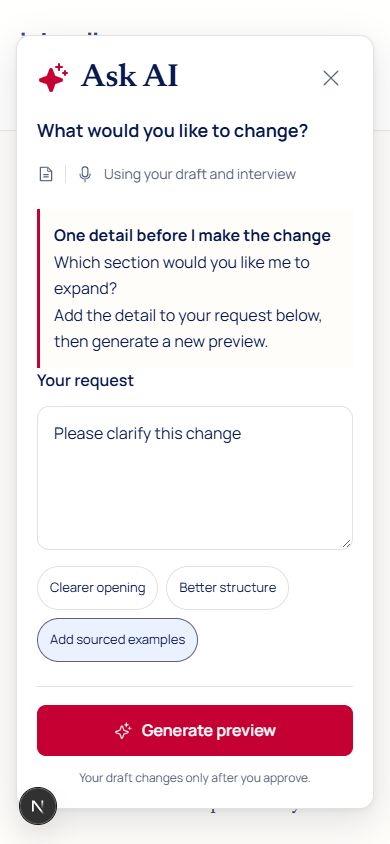 Ask AI
What would you like to change?
Using your draft and interview
One detail before I make the change
Which section would you like me to
expand?
Add the detail to your request below,
then generate a new preview.
Your request
Please clarify this change
Clearer opening
Better structure
Add sourced examples
Generate preview
Your draft changes only after you approve.
N